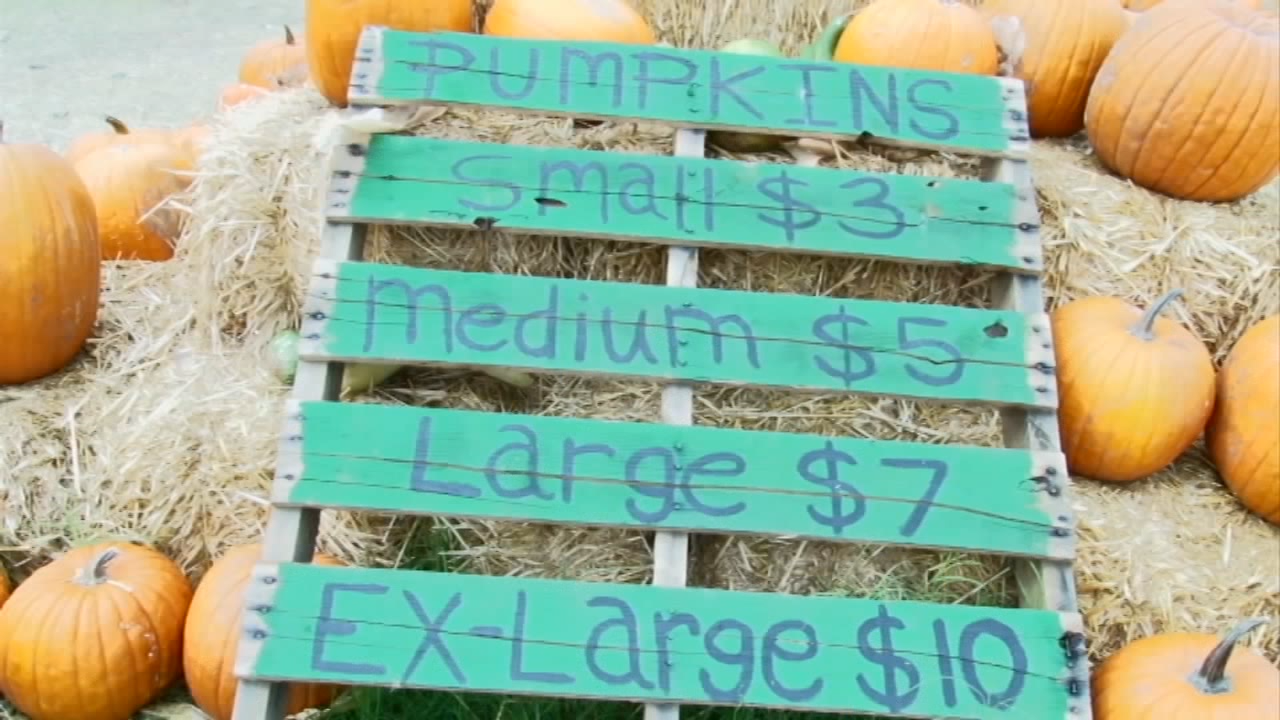 PUMPKINS
Small $3
medium $5
Large $7
EX-Large $10